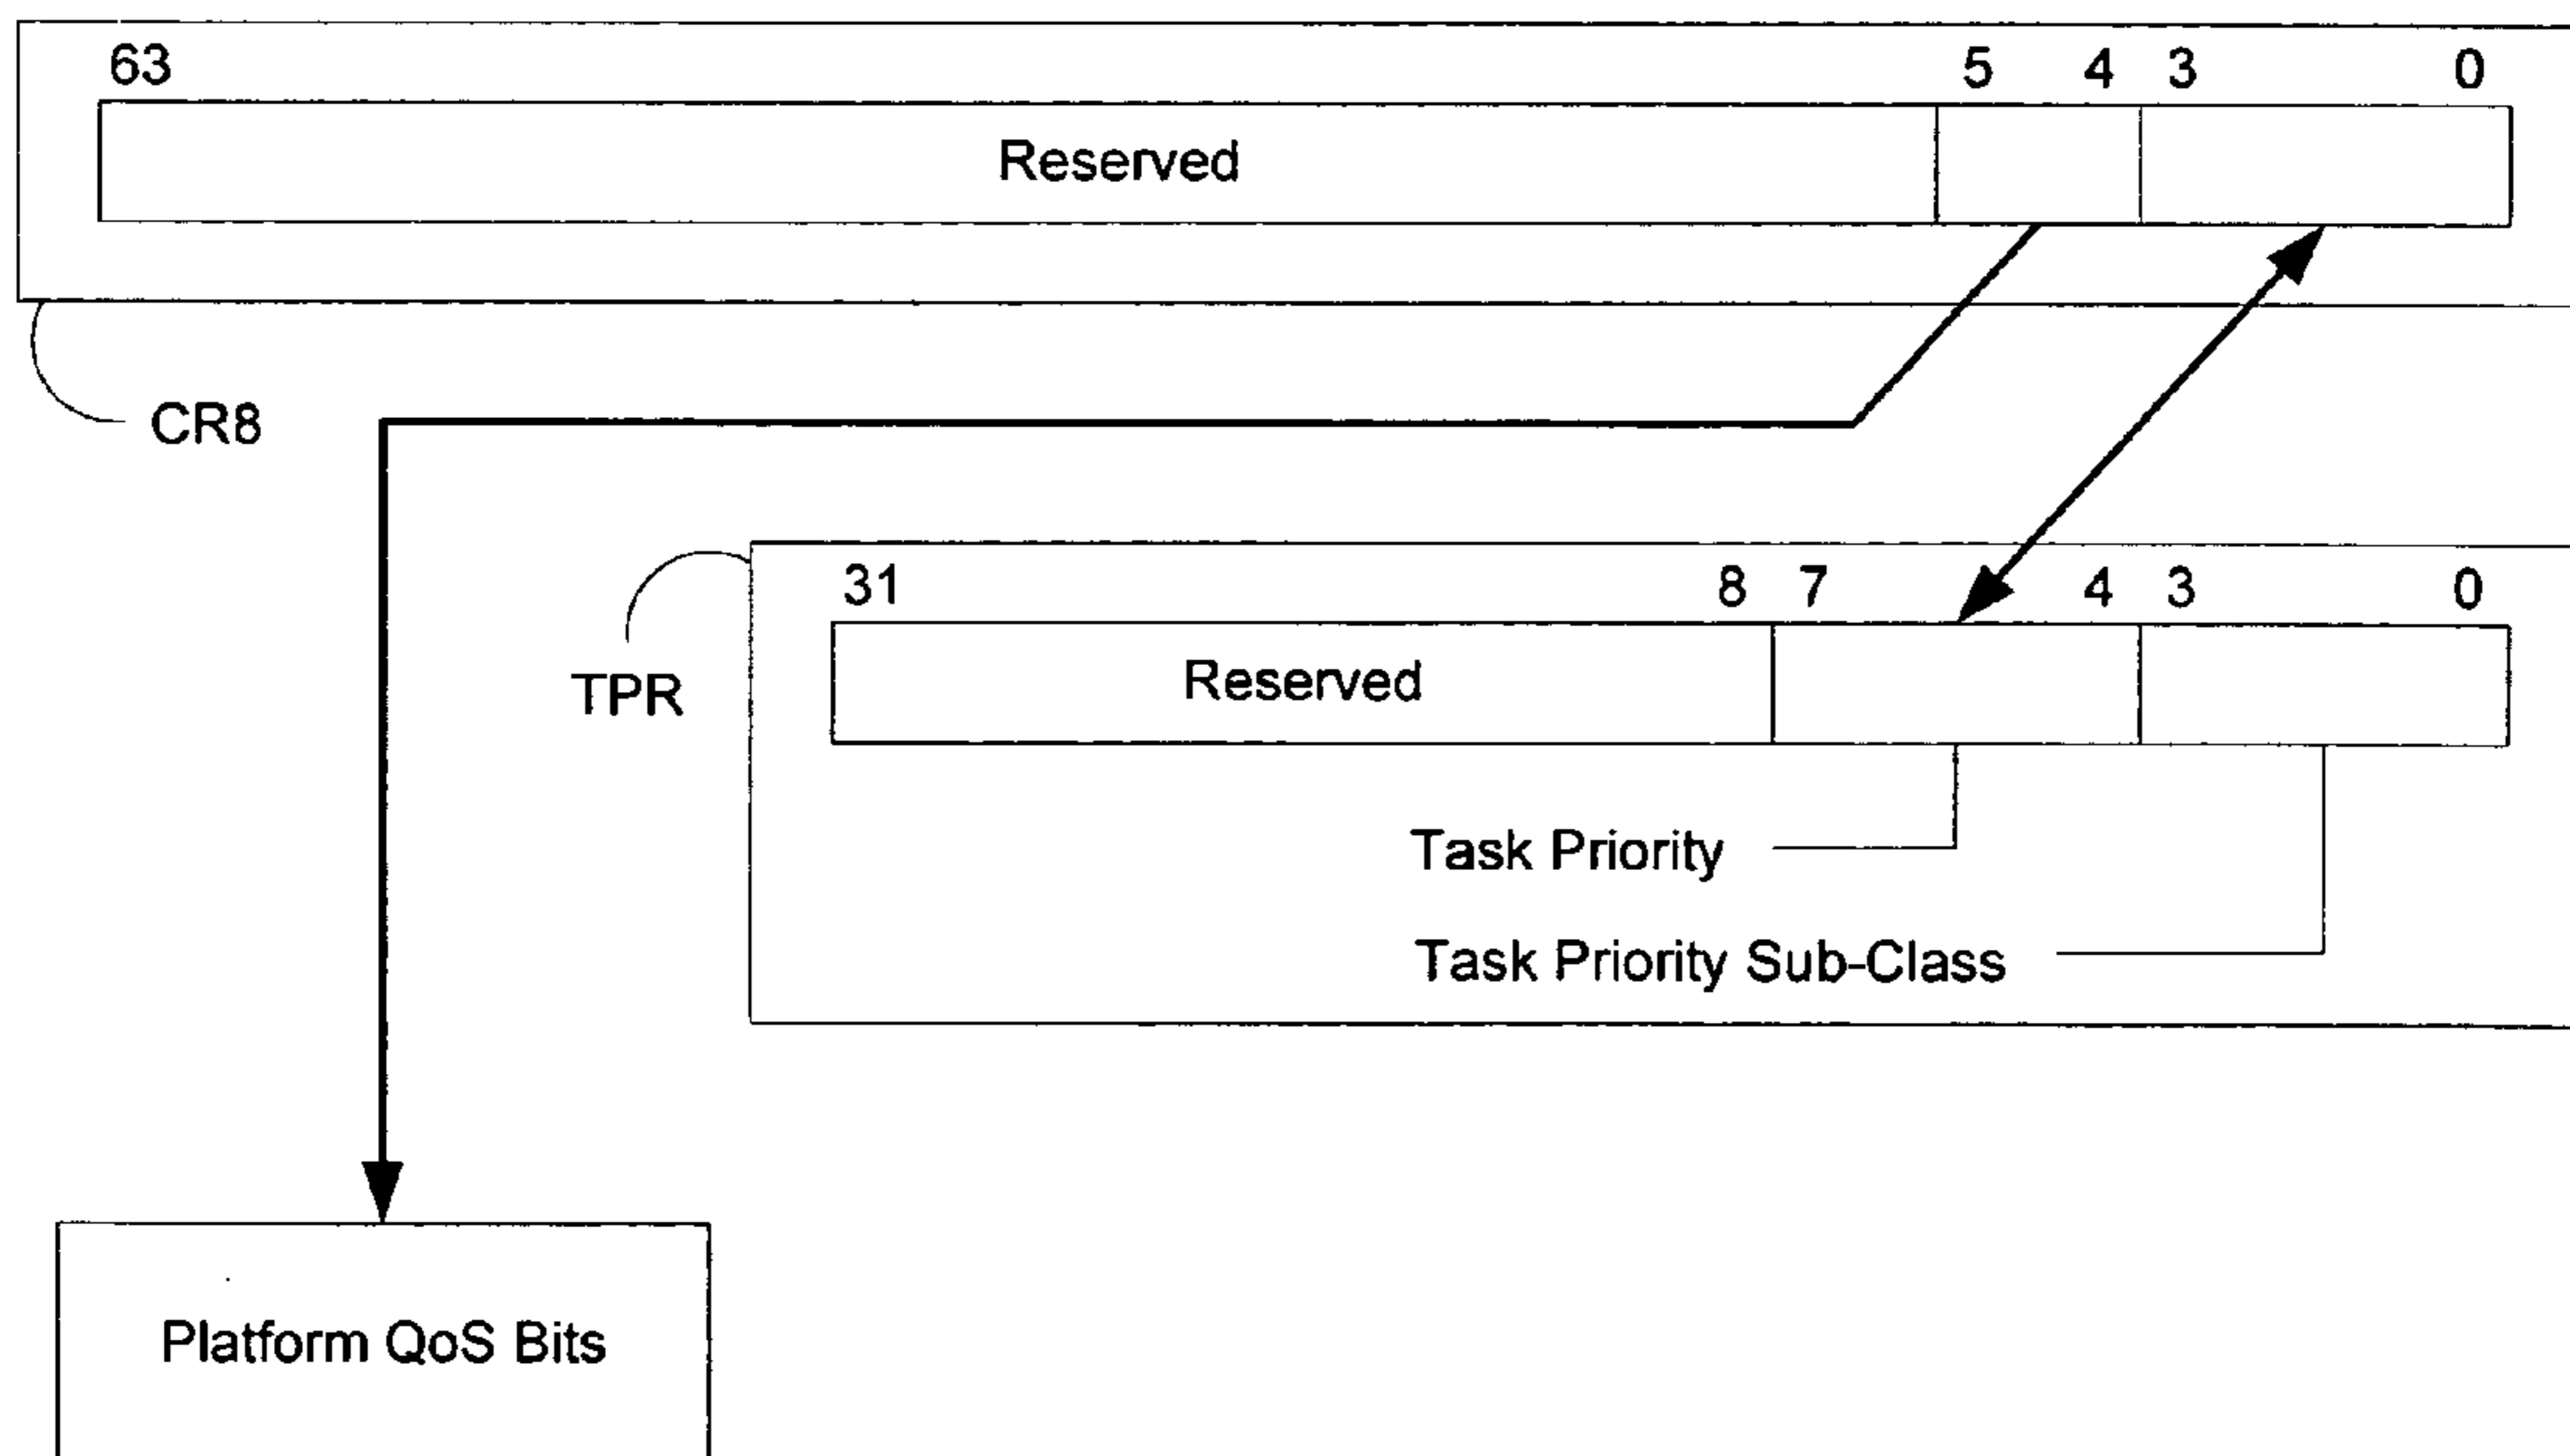 63 5 4 3 0
Reserved
CR8
31 8 7 4 3 0
Reserved
TPR
Task Priority
Task Priority Sub-Class
Platform QoS Bits